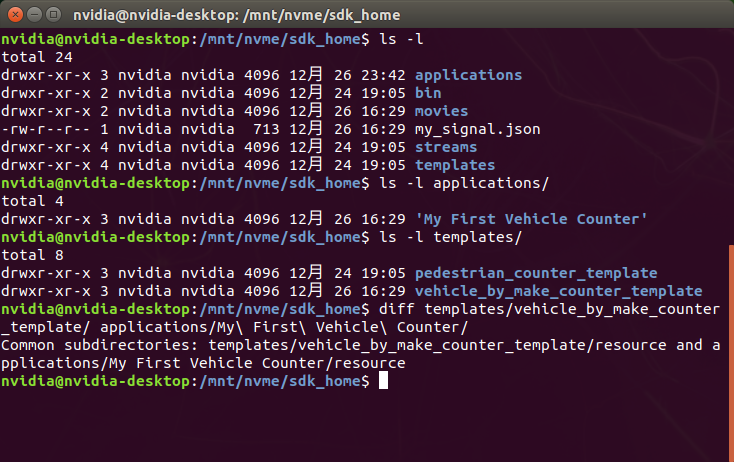 nvidia@nvidia-desktop: /mnt/nvme/sdk_home
nvidia@nvidia-desktop:/mnt/nvme/sdk_home$ ls -l
total 24
drwxr-xr-x 3 nvidia nvidia 4096 12月 26 23:42 applications
drwxr-xr-x 2 nvidia nvidia 4096 12月 24 19:05 bin
drwxr-xr-x 2 nvidia nvidia 4096 12月 26 16:29 movies
-rw-r--r-- 1 nvidia nvidia  713 12月 26 16:29 my_signal.json
drwxr-xr-x 4 nvidia nvidia 4096 12月 24 19:05 streams
drwxr-xr-x 4 nvidia nvidia 4096 12月 24 19:05 templates
nvidia@nvidia-desktop:/mnt/nvme/sdk_home$ ls -l applications/
total 4
drwxr-xr-x 3 nvidia nvidia 4096 12月 26 16:29 'My First Vehicle Counter'
nvidia@nvidia-desktop:/mnt/nvme/sdk_home$ ls -l templates/
total 8
drwxr-xr-x 3 nvidia nvidia 4096 12月 24 19:05 pedestrian_counter_template
drwxr-xr-x 3 nvidia nvidia 4096 12月 26 16:29 vehicle_by_make_counter_template
nvidia@nvidia-desktop:/mnt/nvme/sdk_home$ diff templates/vehicle_by_make_counter
_template/ applications/My\ First\ Vehicle\ Counter/
Common subdirectories: templates/vehicle_by_make_counter_template/resource and a
pplications/My First Vehicle Counter/resource
nvidia@nvidia-desktop:/mnt/nvme/sdk_home$